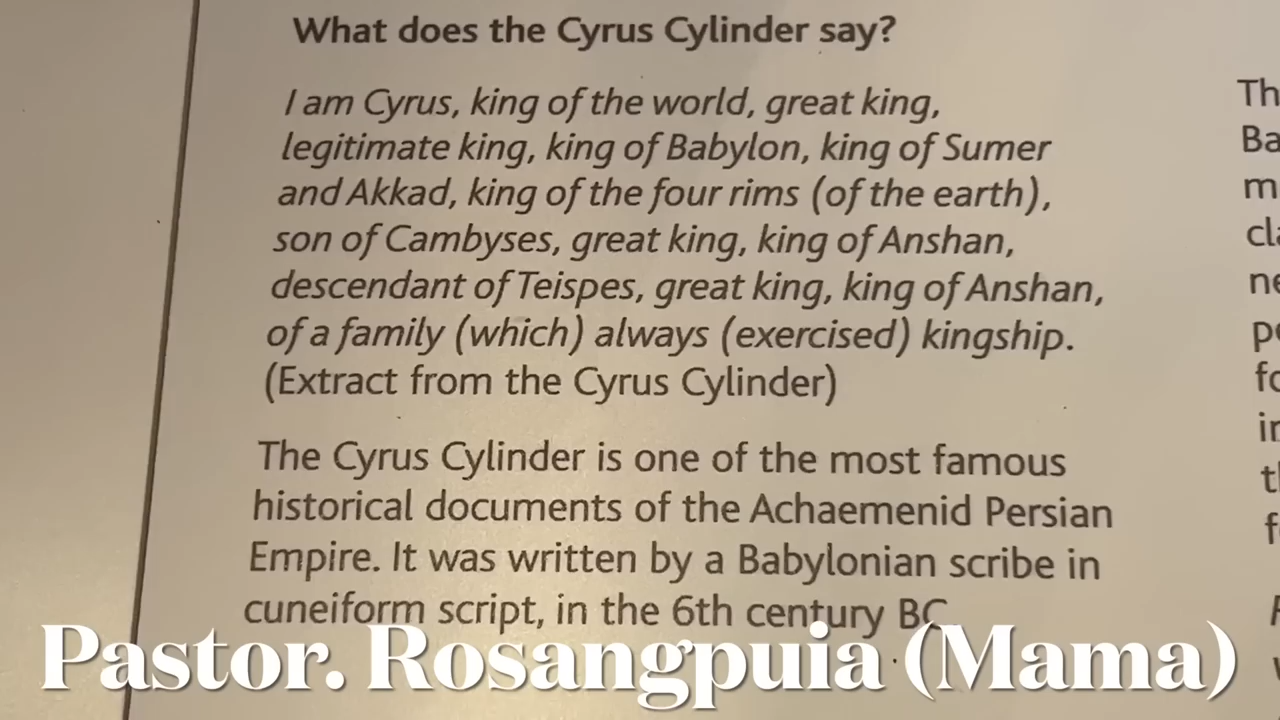 What does the Cyrus Cylinder say?
I am Cyrus, king of the world, great king,
legitimate king, king of Babylon, king of Sumer
and Akkad, king of the four rims (of the earth),
son of Cambyses, great king, king of Anshan,
descendant of Teispes, great king, king of Anshan,
of a family (which) always (exercised) kingship.
(Extract from the Cyrus Cylinder)
The Cyrus Cylinder is one of the most famous
historical documents of the Achaemenid Persian
Empire. It was written by a Babylonian scribe in
cuneiform script, in the 6th century BC
Pastor. Rosangpuia (Mama)